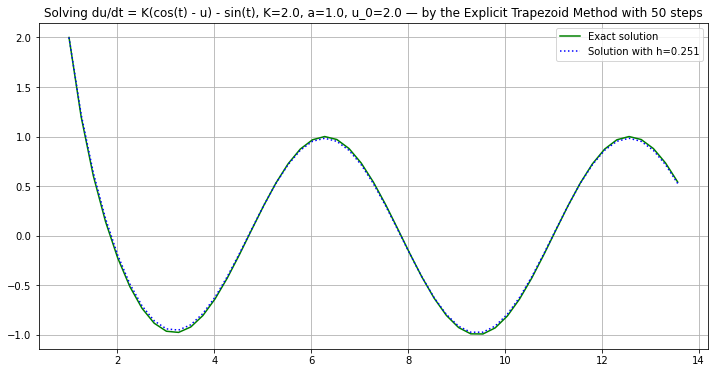 Solving du/dt = K(cos(t) - u) - sin(t), K=2.0, a=1.0, u_0=2.0 — by the Explicit Trapezoid Method with 50 steps
Exact solution
Solution with h=0.251
2.0
1.5
1.0
0.5
0.0
−0.5
−1.0
2 4 6 8 10 12 14